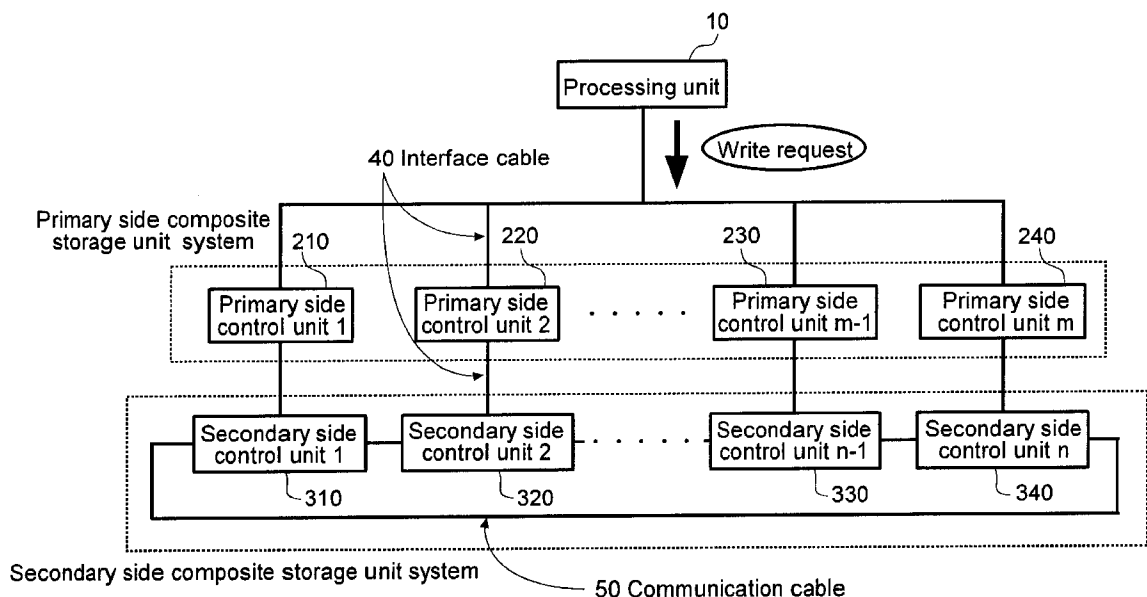 10
Processing unit
Write request
40 Interface cable
Primary side composite
storage unit system
210
220
230
240
Primary side
control unit 1
Primary side
control unit 2
. . . . .
Primary side
control unit m-1
Primary side
control unit m
Secondary side
control unit 1
Secondary side
control unit 2
Secondary side
control unit n-1
Secondary side
control unit n
310
320
330
340
Secondary side composite storage unit system
50 Communication cable